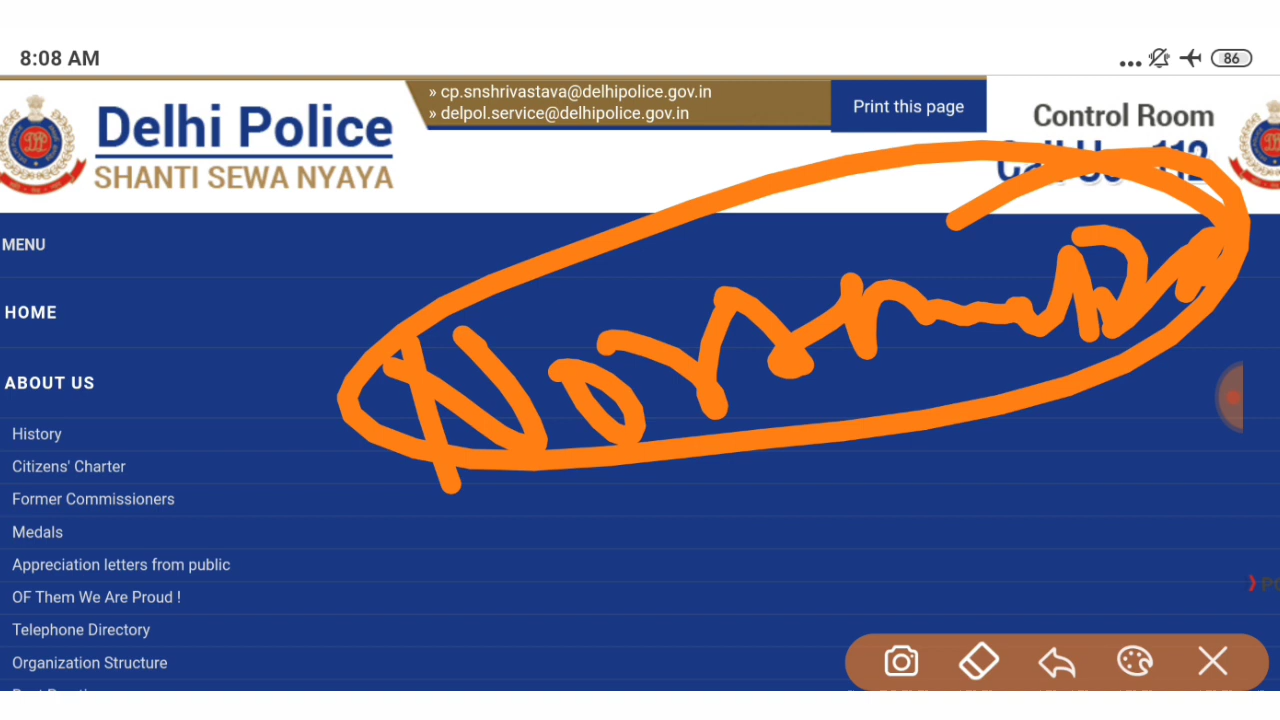 8:08 AM
86
» cp.snshrivastava@delhipolice.gov.in
» delpol.service@delhipolice.gov.in
Print this page
Delhi Police
SHANTI SEWA NYAYA
Control Room
112
MENU
HOME
ABOUT US
History
Citizens' Charter
Former Commissioners
Medals
Appreciation letters from public
OF Them We Are Proud !
Telephone Directory
Organization Structure